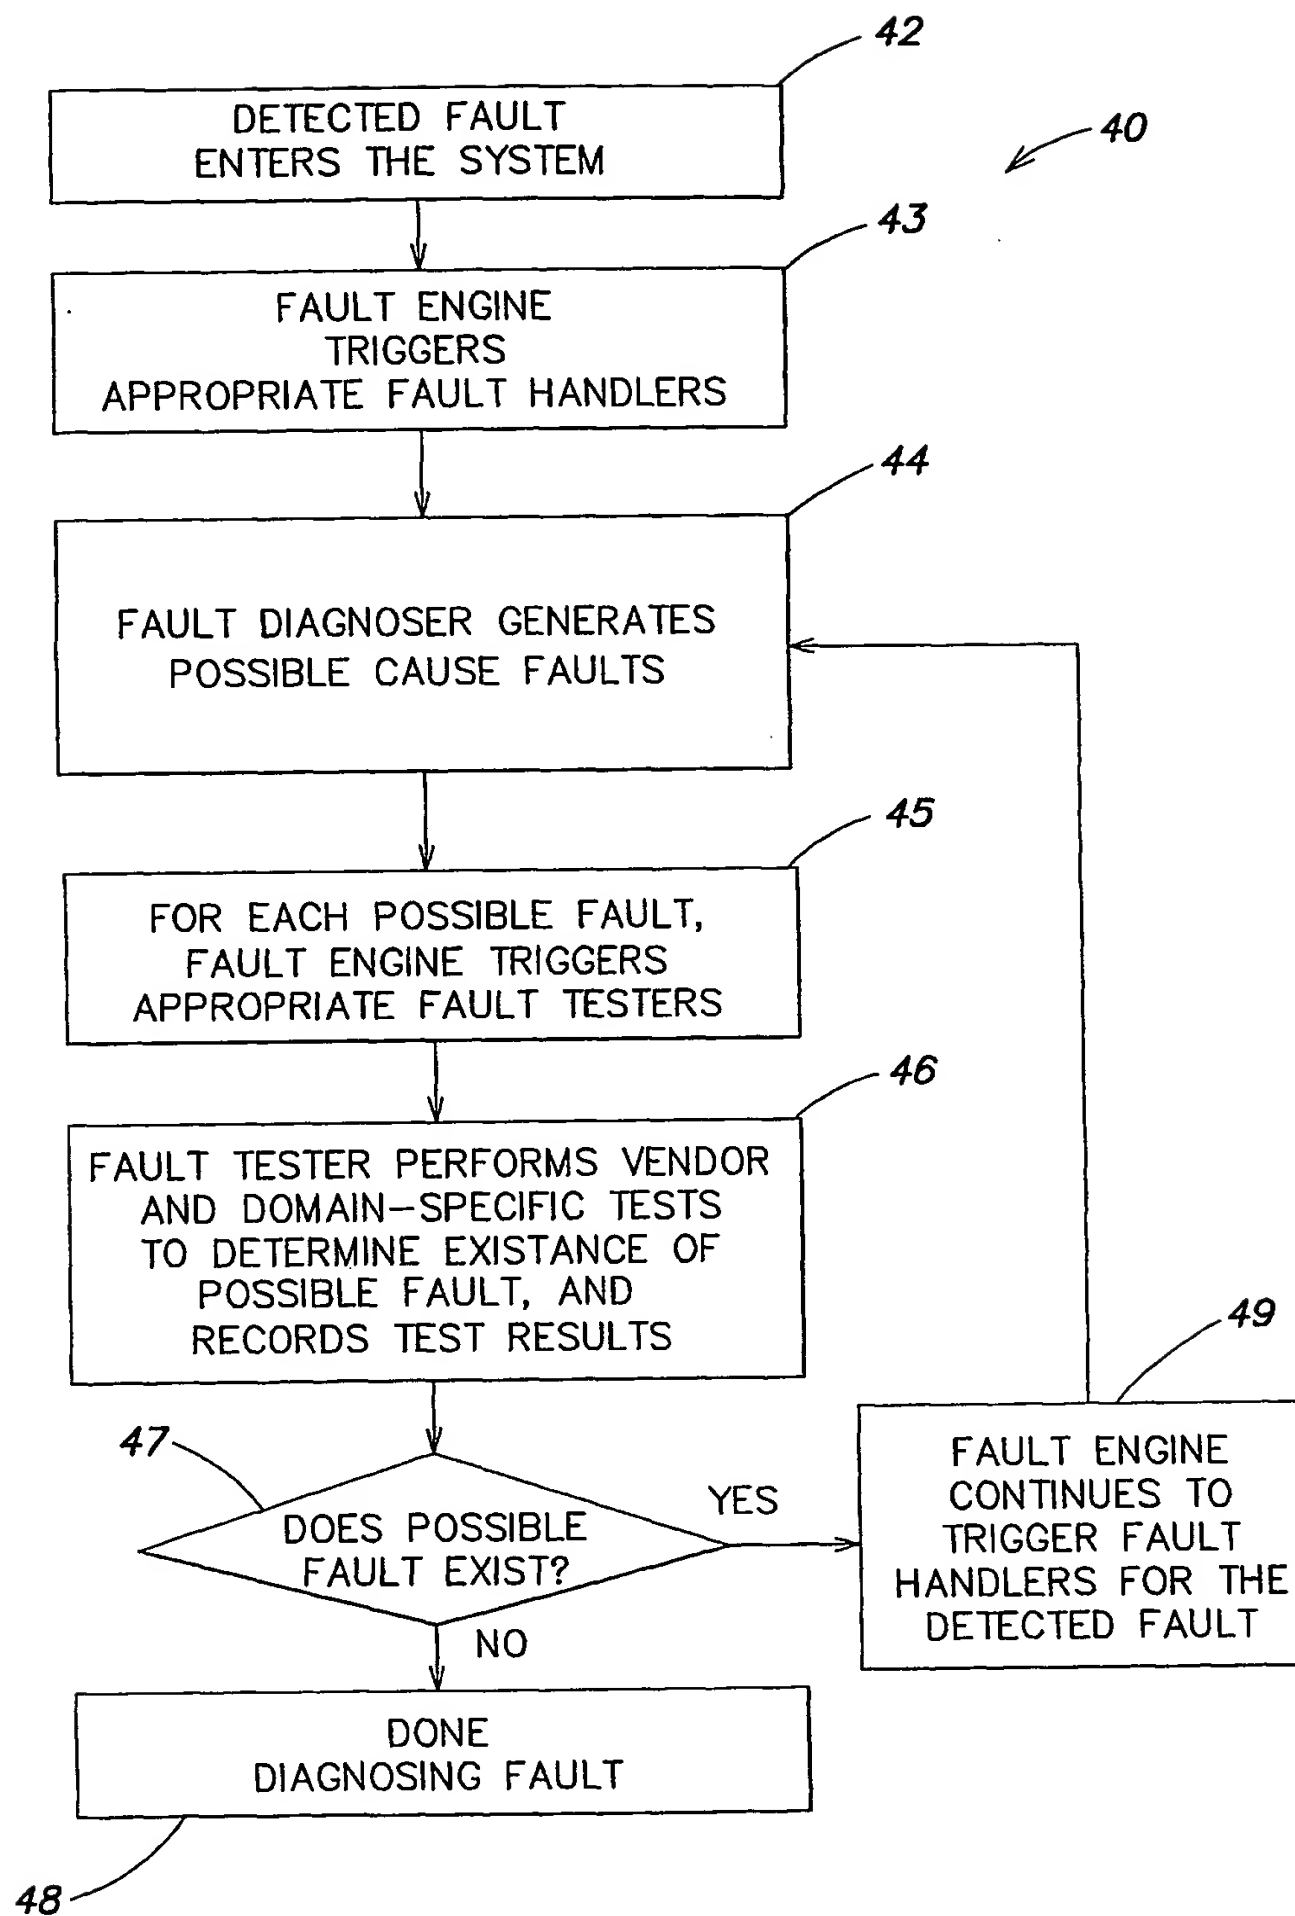 42
DETECTED FAULT
ENTERS THE SYSTEM
40
43
FAULT ENGINE
TRIGGERS
APPROPRIATE FAULT HANDLERS
44
FAULT DIAGNOSER GENERATES
POSSIBLE CAUSE FAULTS
45
FOR EACH POSSIBLE FAULT,
FAULT ENGINE TRIGGERS
APPROPRIATE FAULT TESTERS
46
FAULT TESTER PERFORMS VENDOR
AND DOMAIN-SPECIFIC TESTS
TO DETERMINE EXISTANCE OF
POSSIBLE FAULT, AND
RECORDS TEST RESULTS
47
DOES POSSIBLE
FAULT EXIST?
YES
49
FAULT ENGINE
CONTINUES TO
TRIGGER FAULT
HANDLERS FOR THE
DETECTED FAULT
NO
DONE
DIAGNOSING FAULT
48